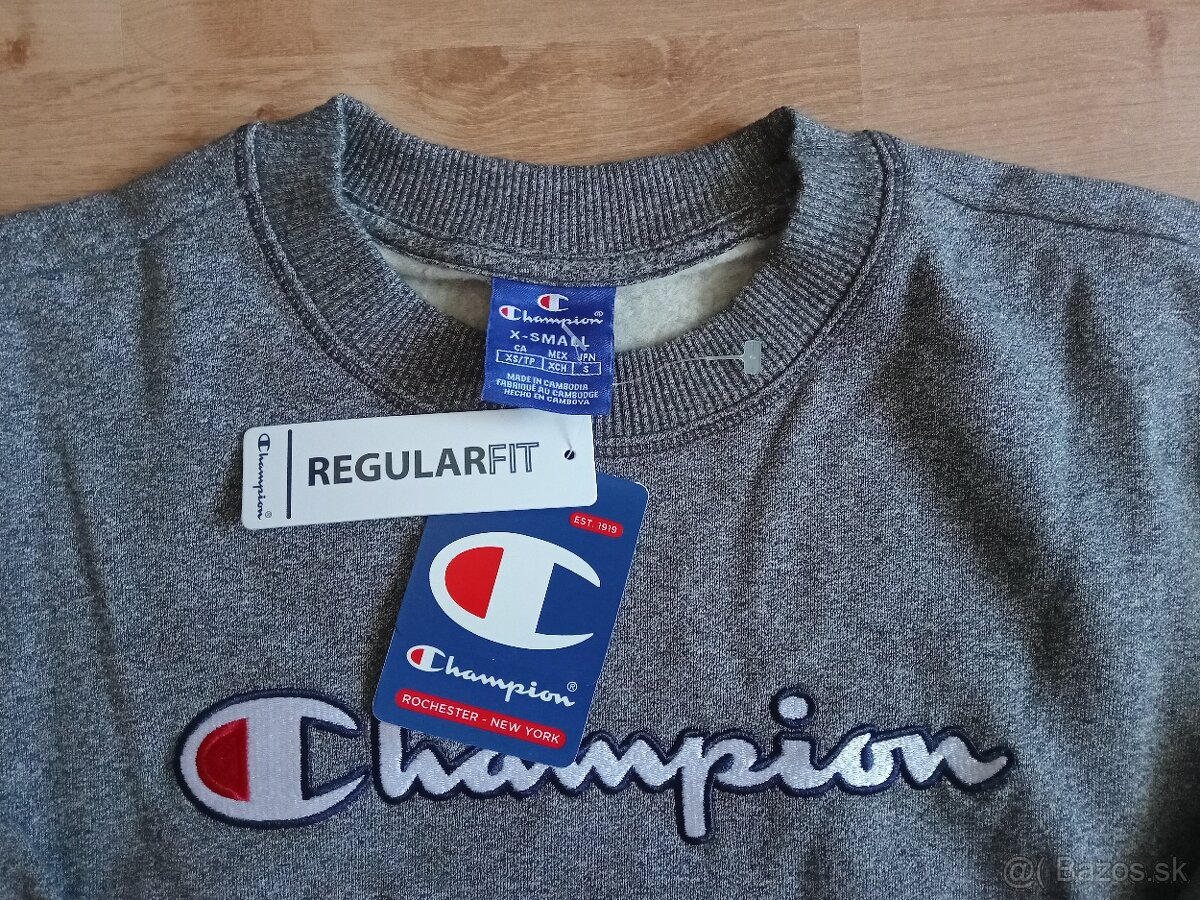 Champion®
X-SMALL
CA MEX JPN
XS/TP XCH S
MADE IN CAMBODIA
FABRIQUÉ AU CAMBODGE
HECHO EN CAMBOYA
Champion®
REGULARFIT
EST. 1919
Champion®
ROCHESTER - NEW YORK
Champion
@( Bazos.sk